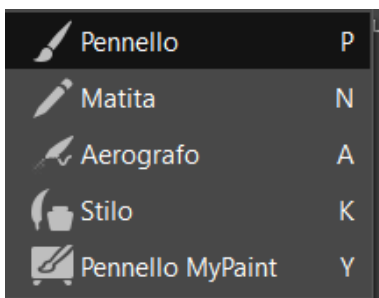 Pennello P
Matita N
Aerografo A
Stilo K
Pennello MyPaint Y